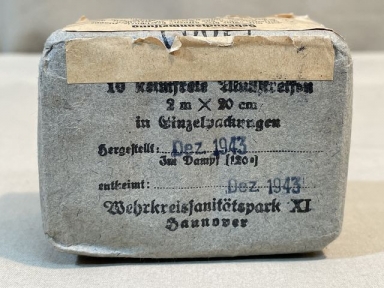 10 keimfreie Mullstreifen
2 m × 20 cm
in Einzelpackungen
Hergestellt: Dez. 1943
Im Dampf (120°)
entkeimt: Dez. 1943
Wehrkreissanitätspark XI
Hannover